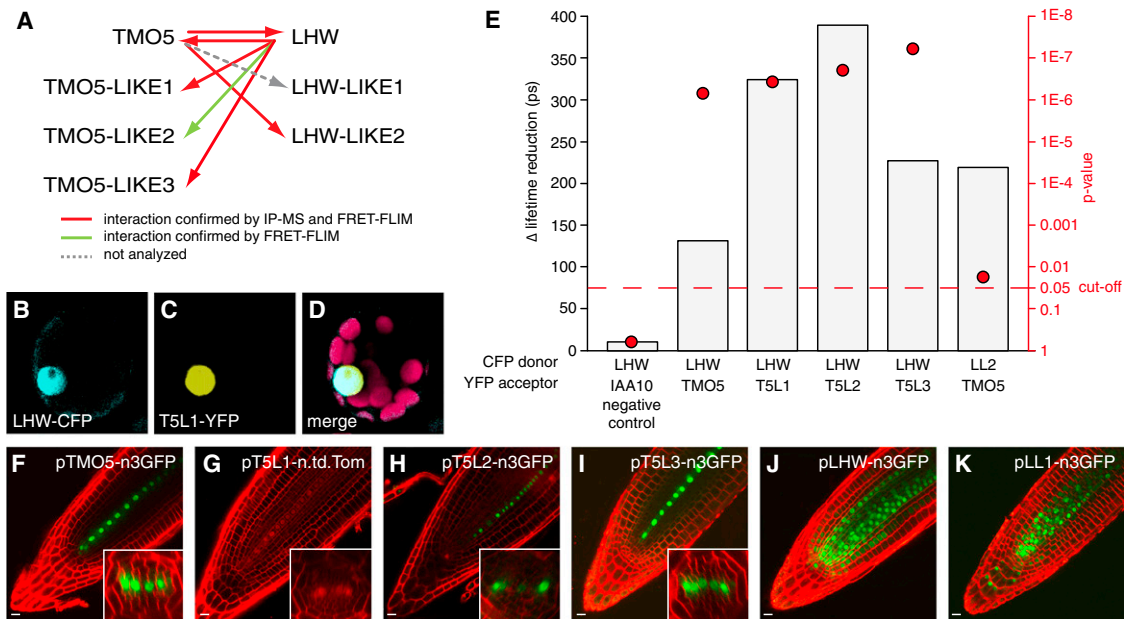 A
TMO5 LHW
TMO5-LIKE1 LHW-LIKE1
TMO5-LIKE2 LHW-LIKE2
TMO5-LIKE3
interaction confirmed by IP-MS and FRET-FLIM
interaction confirmed by FRET-FLIM
not analyzed
B
LHW-CFP
C
T5L1-YFP
D
merge
E
Δ lifetime reduction (ps)
400
350
300
250
200
150
100
50
0
1E-8
1E-7
1E-6
1E-5
1E-4
0.001
0.01
0.05 cut-off
0.1
1
p-value
CFP donor LHW LHW LHW LHW LHW LL2
YFP acceptor IAA10 TMO5 T5L1 T5L2 T5L3 TMO5
negative
control
F pTMO5-n3GFP
G pT5L1-n.td.Tom
H pT5L2-n3GFP
I pT5L3-n3GFP
J pLHW-n3GFP
K pLL1-n3GFP